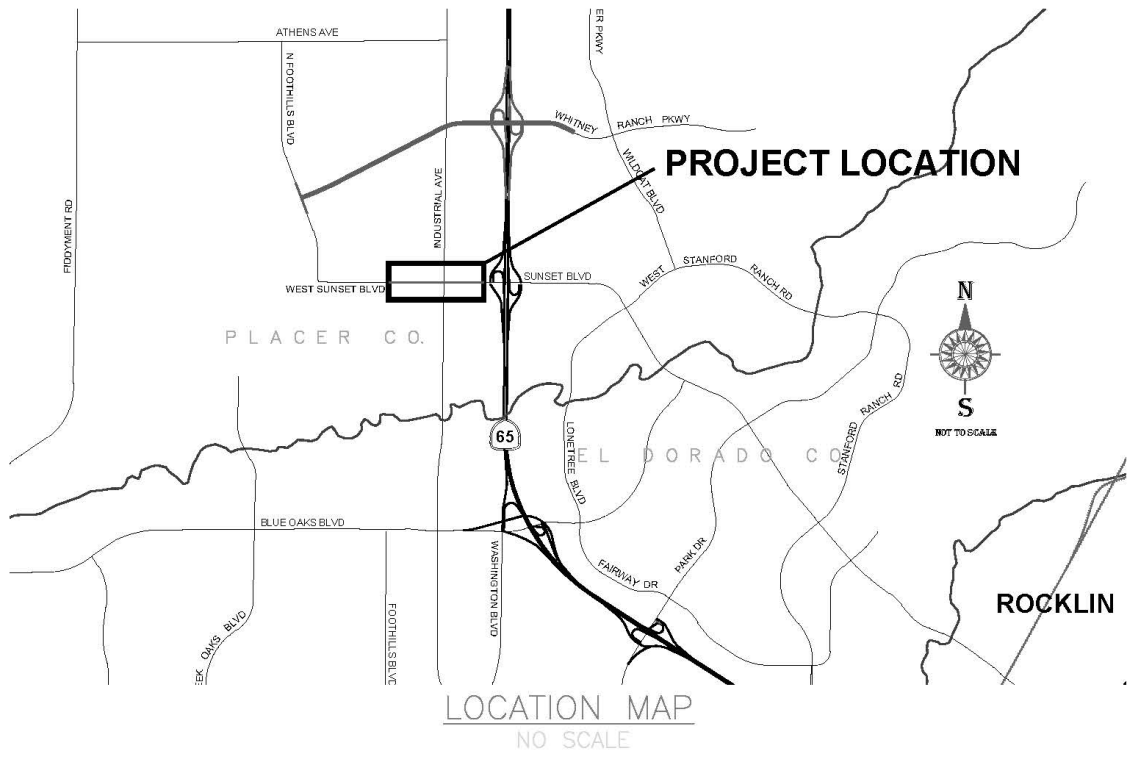 ER PKWY
ATHENS AVE
N FOOTHILLS BLVD
WHITNEY RANCH PKWY
WILDCAT BLVD
PROJECT LOCATION
INDUSTRIAL AVE
FIDDYMENT RD
WEST SUNSET BLVD
SUNSET BLVD
WEST STANFORD RANCH RD
N
S
NOT TO SCALE
PLACER CO.
65
LONETREE BLVD
EL DORADO CO
STANFORD RANCH RD
BLUE OAKS BLVD
WASHINGTON BLVD
FAIRWAY DR
PARK DR
ROCKLIN
EEK OAKS BLVD
FOOTHILLS BLVD
LOCATION MAP
NO SCALE